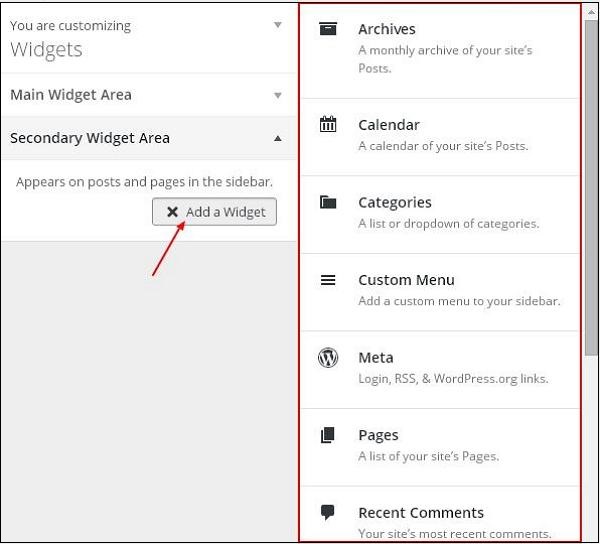 You are customizing
Widgets
Main Widget Area
Secondary Widget Area
Appears on posts and pages in the sidebar.
Add a Widget
Archives
A monthly archive of your site's
Posts.
Calendar
A calendar of your site's Posts.
Categories
A list or dropdown of categories.
Custom Menu
Add a custom menu to your sidebar.
Meta
Login, RSS, & WordPress.org links.
Pages
A list of your site's Pages.
Recent Comments
Your site's most recent comments.